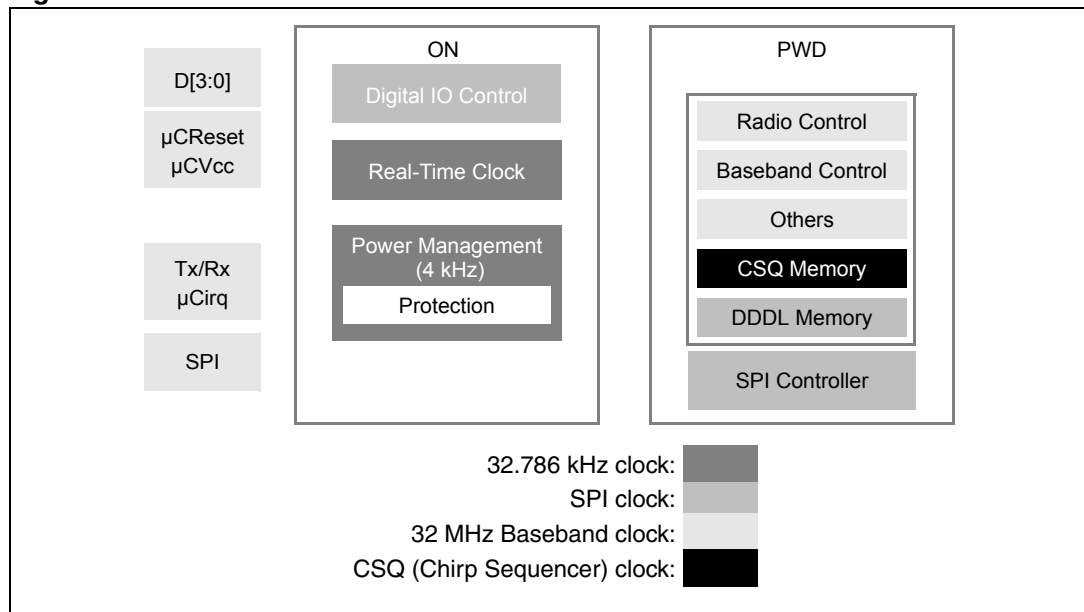 D[3:0]
µCReset
µCVcc
Tx/Rx
µCirq
SPI
ON
Digital IO Control
Real-Time Clock
Power Management
(4 kHz)
Protection
PWD
Radio Control
Baseband Control
Others
CSQ Memory
DDDL Memory
SPI Controller
32.786 kHz clock:
SPI clock:
32 MHz Baseband clock:
CSQ (Chirp Sequencer) clock: